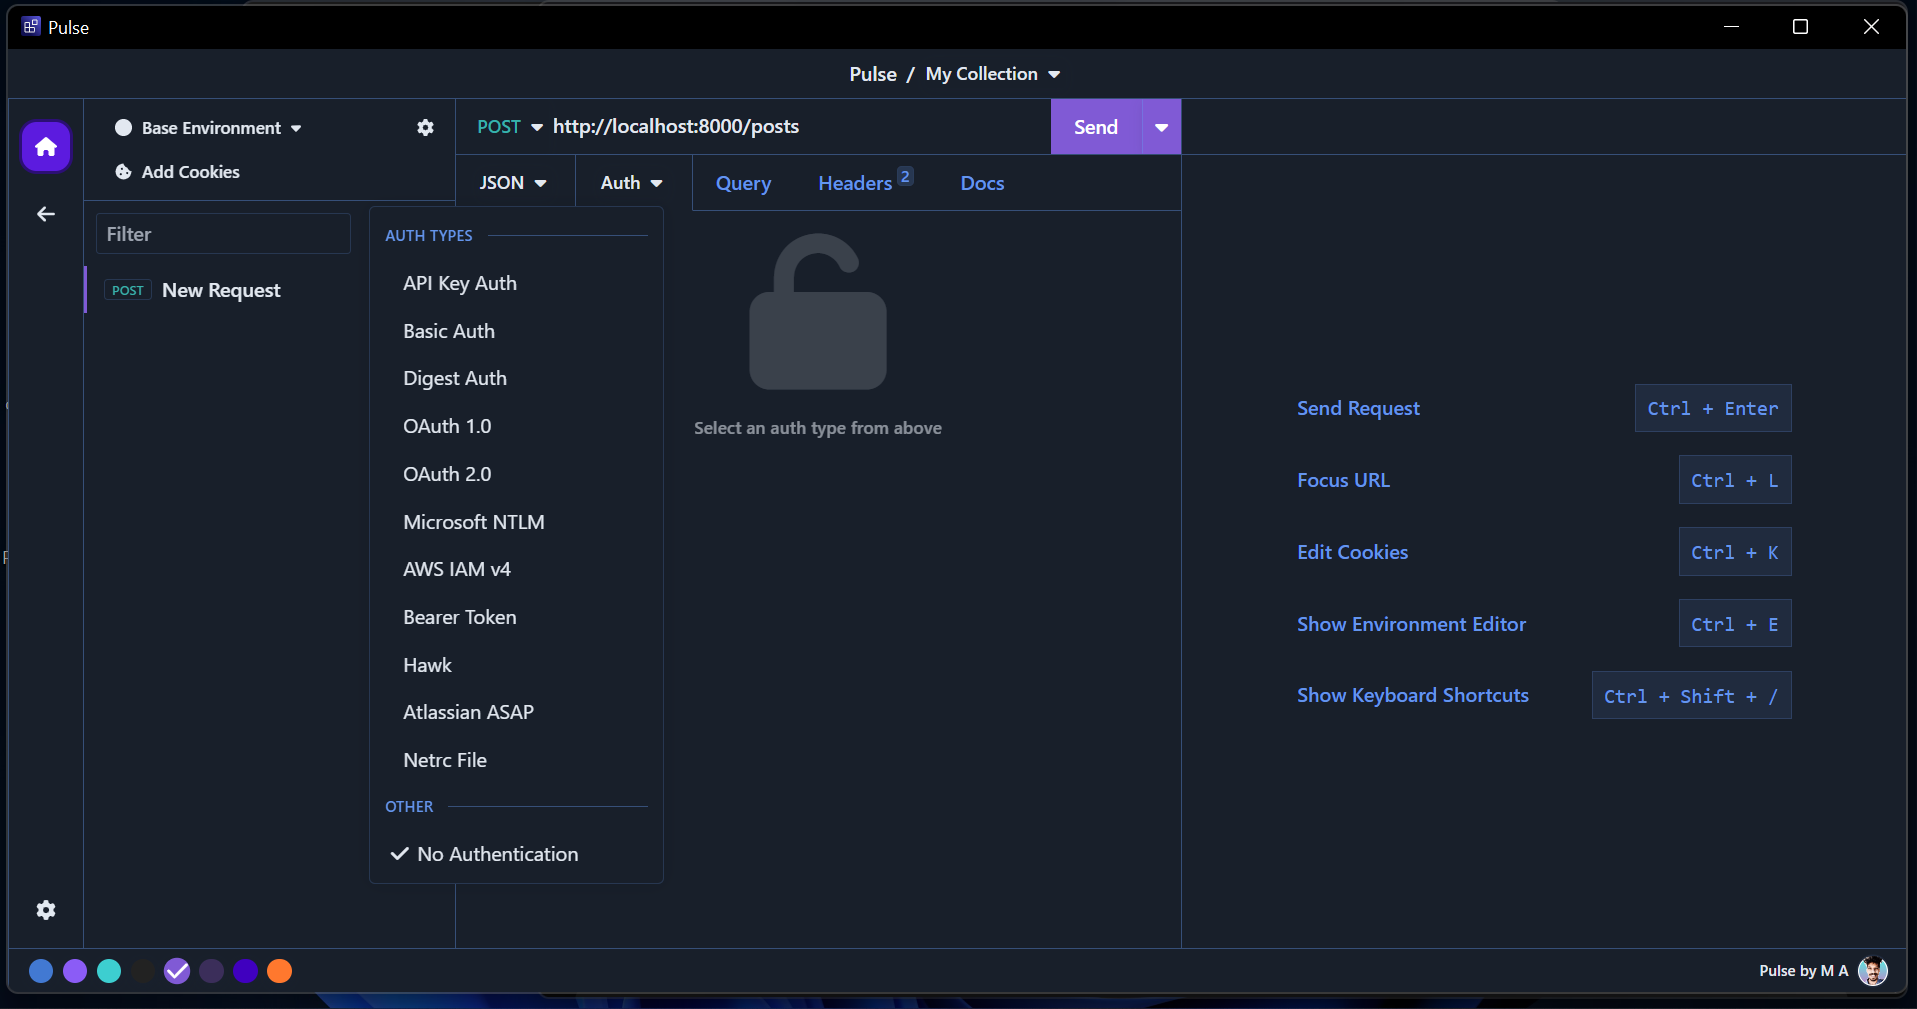 Pulse
Pulse / My Collection
Base Environment
Add Cookies
Filter
POST New Request
POST http://localhost:8000/posts Send
JSON Auth Query Headers 2 Docs
AUTH TYPES
API Key Auth
Basic Auth
Digest Auth
OAuth 1.0
OAuth 2.0
Microsoft NTLM
AWS IAM v4
Bearer Token
Hawk
Atlassian ASAP
Netrc File
OTHER
No Authentication
Select an auth type from above
Send Request Ctrl + Enter
Focus URL Ctrl + L
Edit Cookies Ctrl + K
Show Environment Editor Ctrl + E
Show Keyboard Shortcuts Ctrl + Shift + /
Pulse by M A